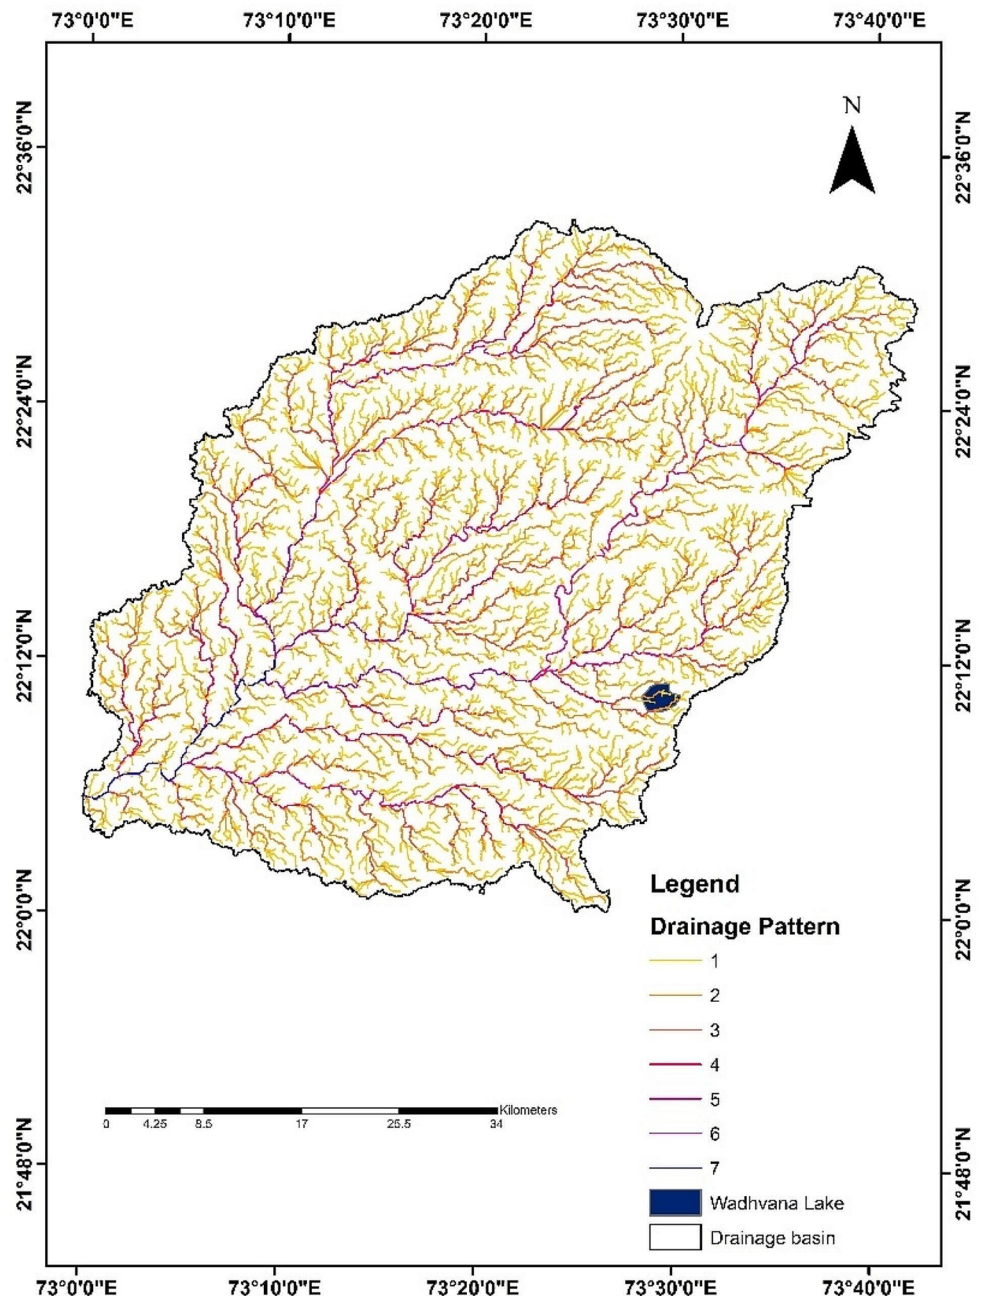 73°0'0"E 73°10'0"E 73°20'0"E 73°30'0"E 73°40'0"E
N
22°36'0"N 22°36'0"N
22°24'0"N 22°24'0"N
22°12'0"N 22°12'0"N
22°0'0"N 22°0'0"N
21°48'0"N 21°48'0"N
Legend
Drainage Pattern
1
2
3
4
5
6
7
Wadhvana Lake
Drainage basin
Kilometers
0 4.25 8.5 17 25.5 34
73°0'0"E 73°10'0"E 73°20'0"E 73°30'0"E 73°40'0"E